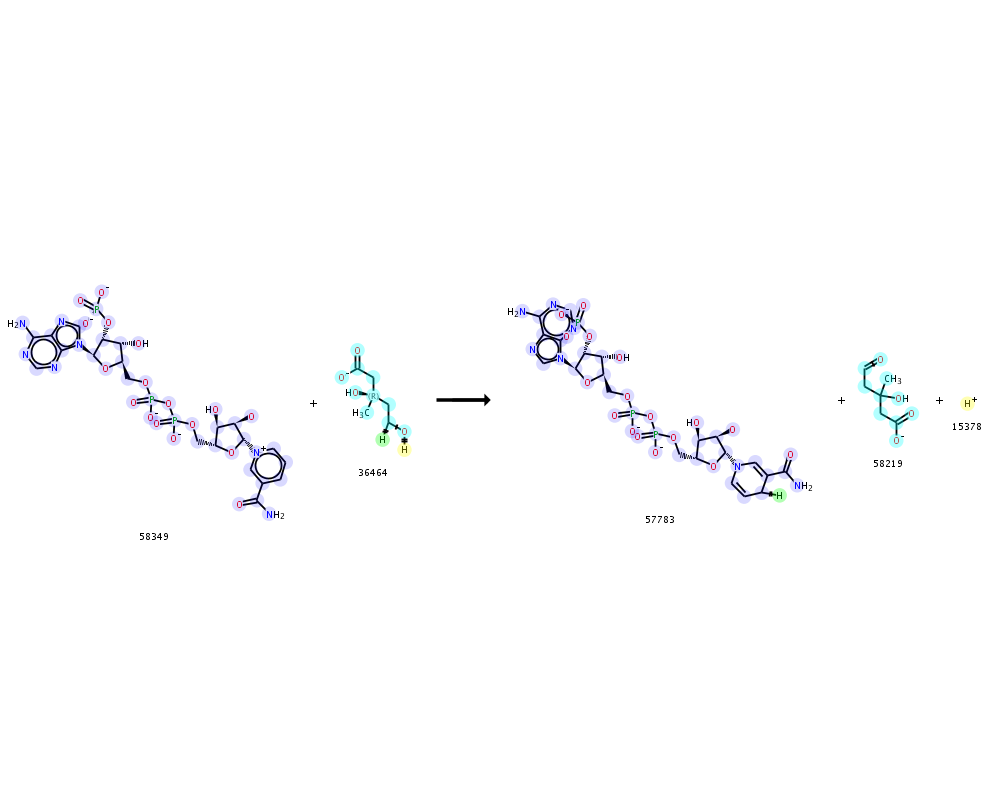 O⁻
O
P
O
O⁻
H₂N
N
N
N
N
N
OH
O
O
O
P
O
O⁻
O
P
O
O⁻
O
HO
O
O
N⁺
O
NH₂
58349
+
O
O⁻
HO
(R)
H₃C
O
H
H
36464
H₂N
N
N
N
N
O
P
O
OH
O
O
O
P
O
O
P
O
O⁻
O
HO
O
O
N
O
NH₂
H
57783
+
O
CH₃
OH
O
O⁻
58219
+
H⁺
15378